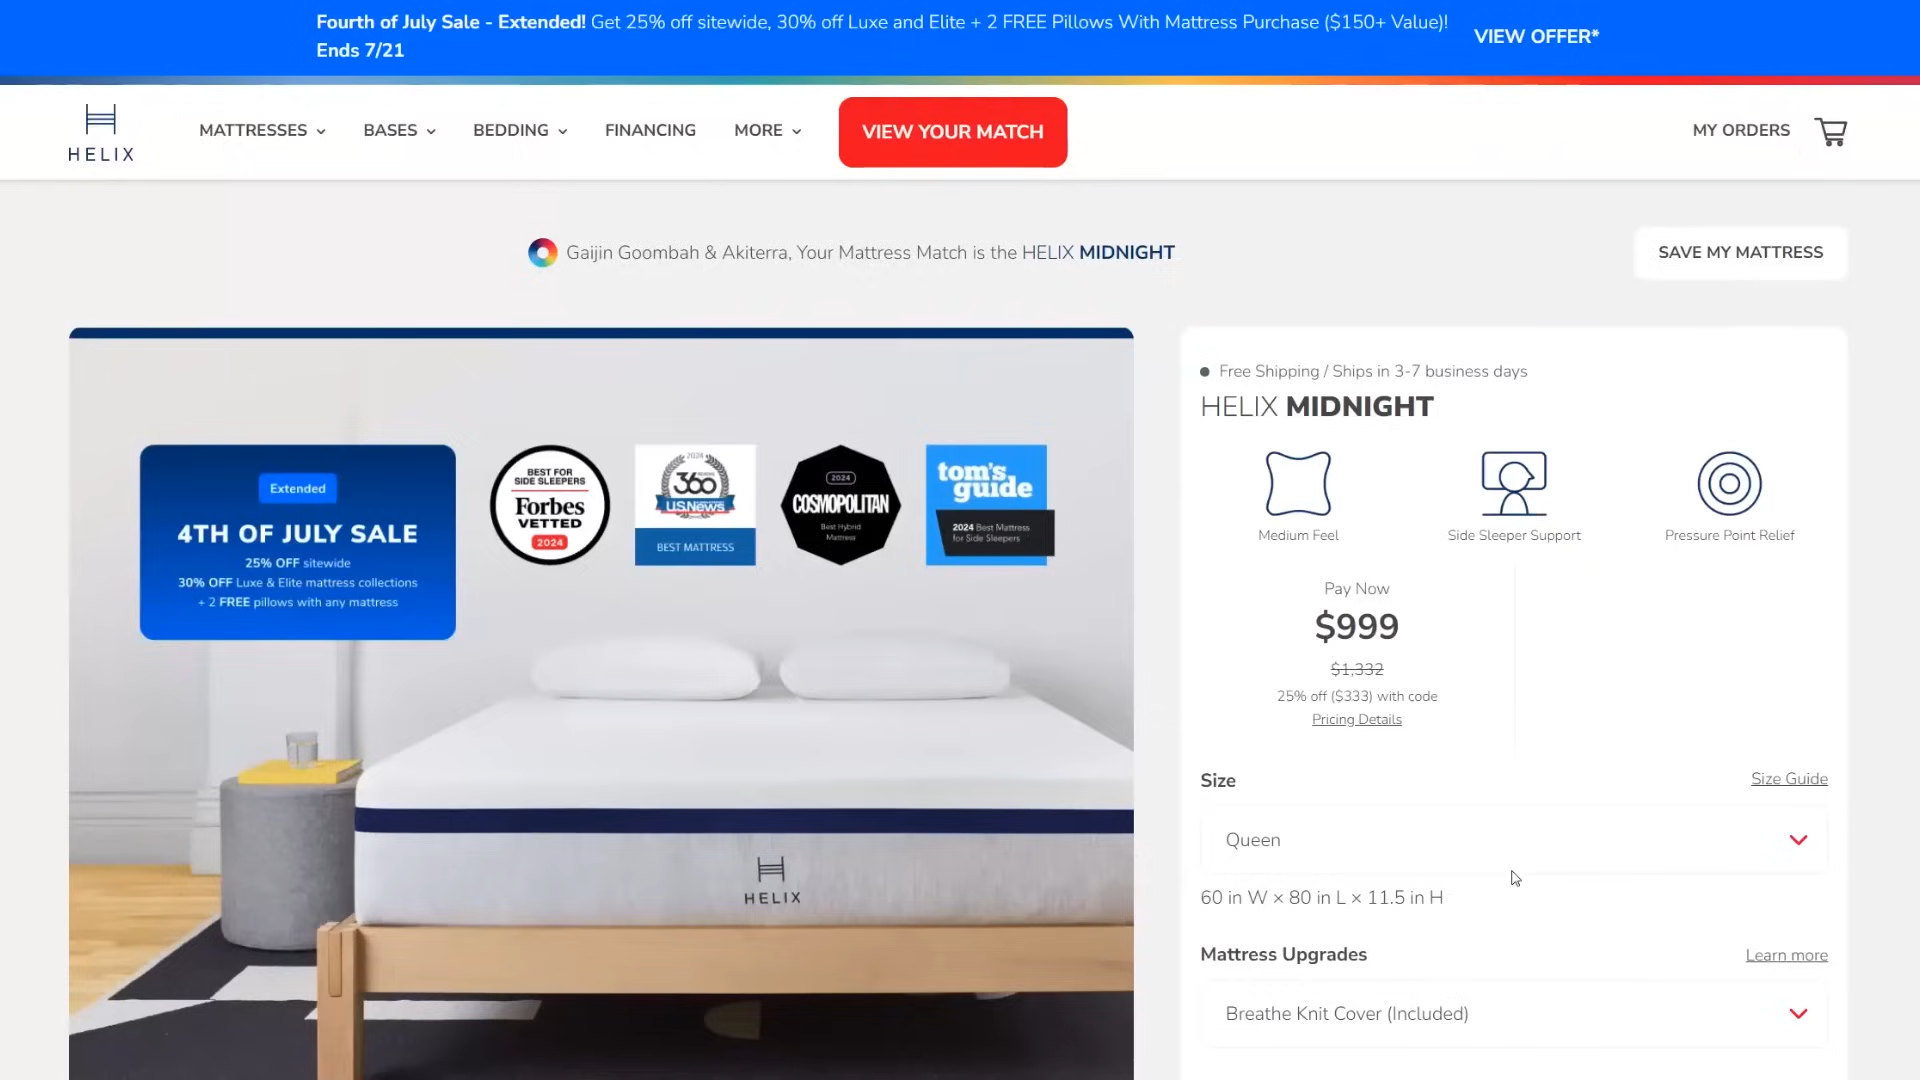 Fourth of July Sale - Extended! Get 25% off sitewide, 30% off Luxe and Elite + 2 FREE Pillows With Mattress Purchase ($150+ Value)!
Ends 7/21
VIEW OFFER*
HELIX
MATTRESSES
BASES
BEDDING
FINANCING
MORE
VIEW YOUR MATCH
MY ORDERS
Gaijin Goombah & Akiterra, Your Mattress Match is the HELIX MIDNIGHT
SAVE MY MATTRESS
Extended
4TH OF JULY SALE
25% OFF sitewide
30% OFF Luxe & Elite mattress collections
+ 2 FREE pillows with any mattress
BEST FOR
SIDE SLEEPERS
Forbes
VETTED
2024
2024
360
REVIEWS
U.S.News
BEST MATTRESS
2024
COSMOPOLITAN
Best Hybrid
Mattress
tom's
guide
2024 Best Mattress
for Side Sleepers
HELIX
Free Shipping / Ships in 3-7 business days
HELIX MIDNIGHT
Medium Feel
Side Sleeper Support
Pressure Point Relief
Pay Now
$999
$1,332
25% off ($333) with code
Pricing Details
Size
Size Guide
Queen
60 in W × 80 in L × 11.5 in H
Mattress Upgrades
Learn more
Breathe Knit Cover (Included)